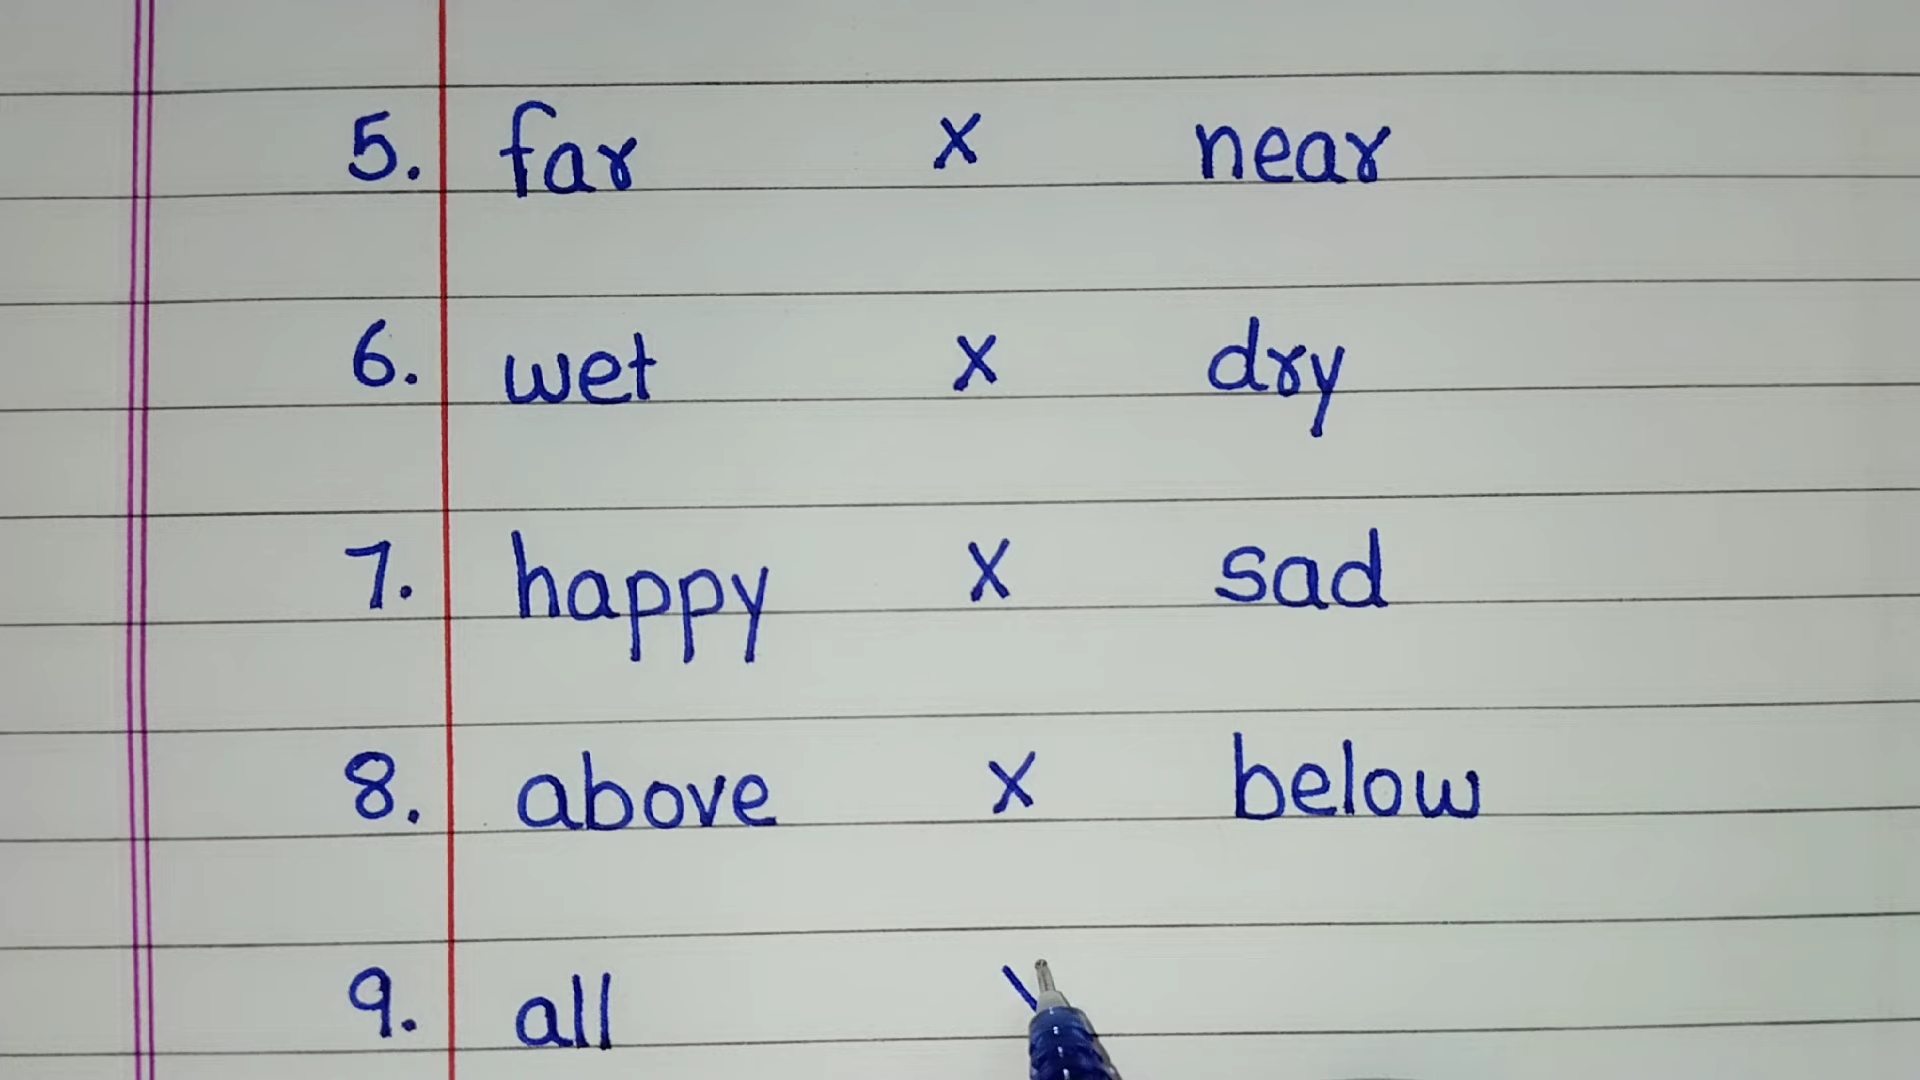 5. far x near
6. wet x dry
7. happy x sad
8. above x below
9. all